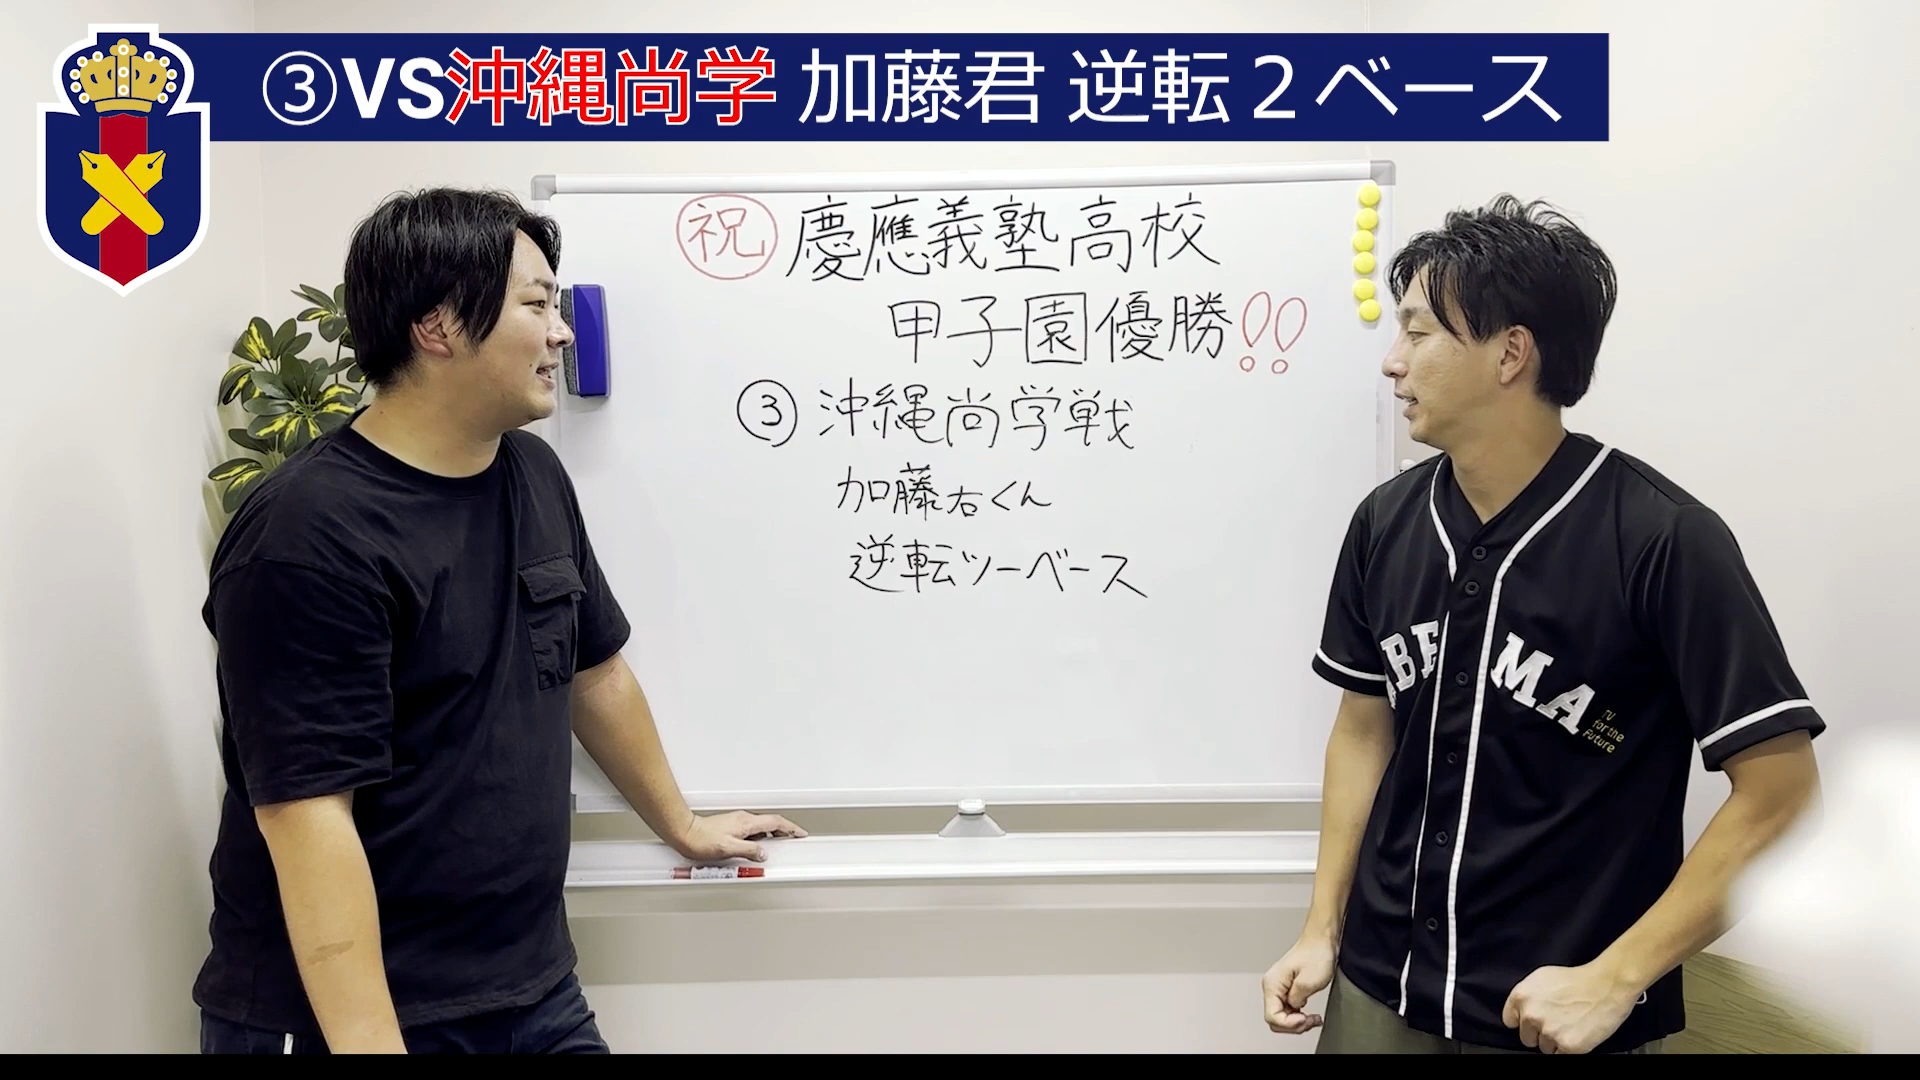 ③VS沖縄尚学 加藤君 逆転２ベース
祝 慶應義塾高校
甲子園優勝!!
③ 沖縄尚学戦
加藤右くん
逆転ツーベース
ABEMA
TV
for the
Future